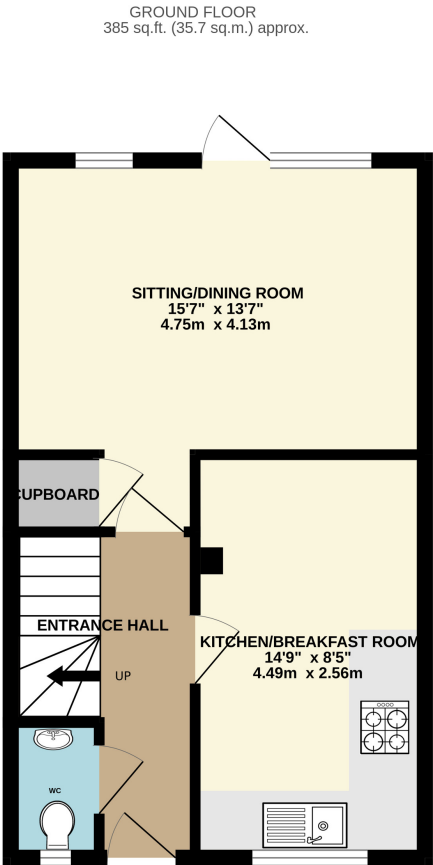 GROUND FLOOR
385 sq.ft. (35.7 sq.m.) approx.
SITTING/DINING ROOM
15'7" x 13'7"
4.75m x 4.13m
CUPBOARD
ENTRANCE HALL
KITCHEN/BREAKFAST ROOM
14'9" x 8'5"
4.49m x 2.56m
UP
WC